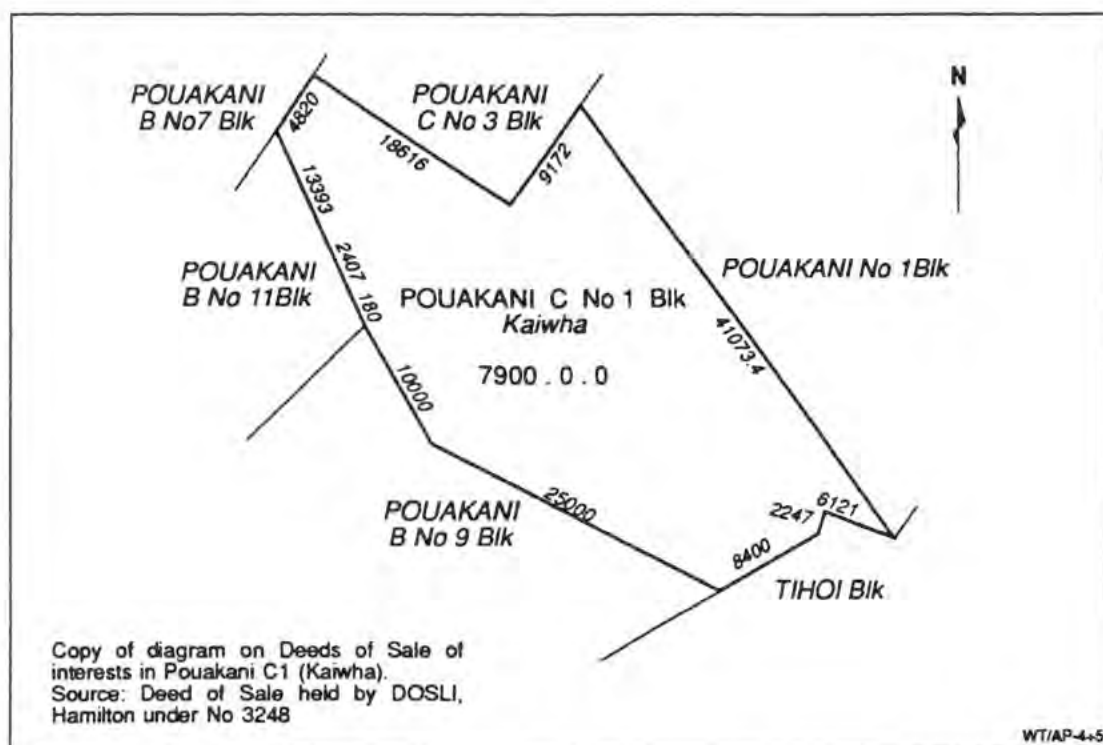 POUAKANI
B No7 Blk
4820
POUAKANI
C No 3 Blk
N
18616
9172
13393
POUAKANI
B No 11Blk
2407
180
POUAKANI No 1Blk
POUAKANI C No 1 Blk
Kaiwha
7900 . 0 . 0
41073.4
10000
25000
POUAKANI
B No 9 Blk
6121
2247
8400
TIHOI Blk
Copy of diagram on Deeds of Sale of
interests in Pouakani C1 (Kaiwha).
Source: Deed of Sale held by DOSLI,
Hamilton under No 3248
WT/AP-4+5